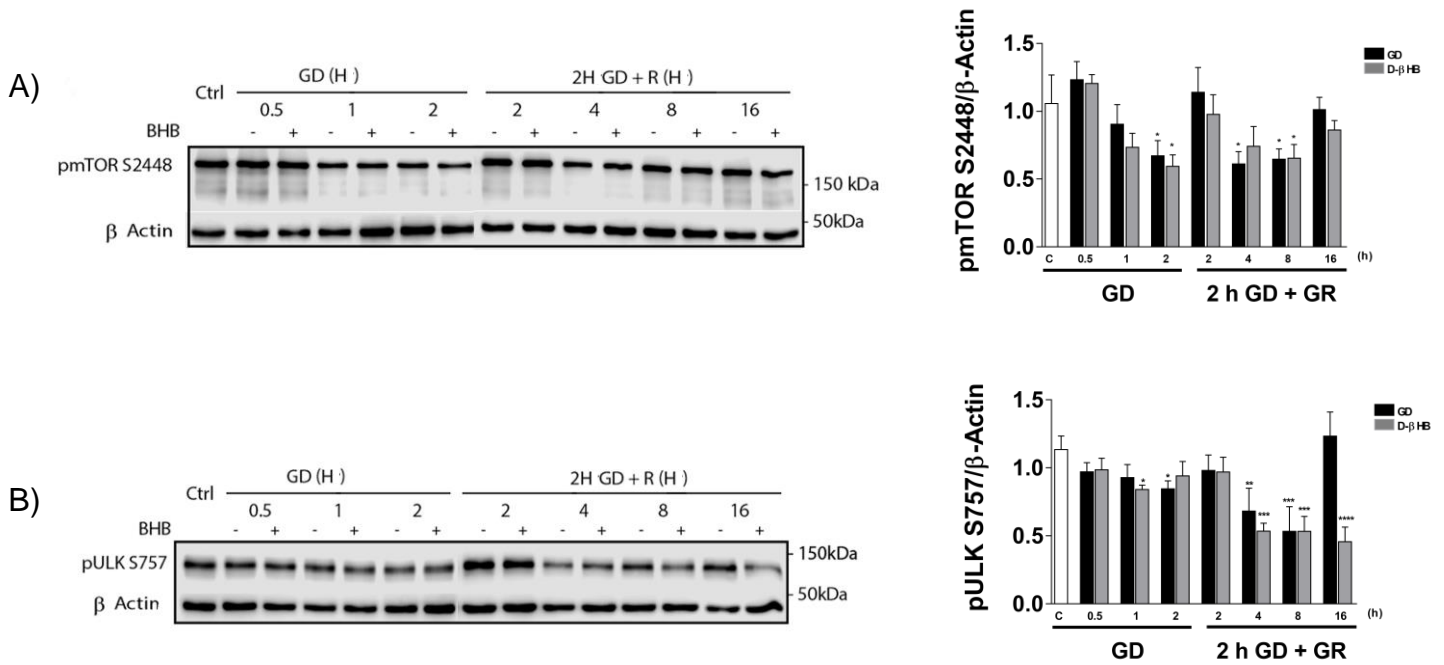 A)
Ctrl
GD (H)
2H GD + R (H)
0.5 1 2 2 4 8 16
BHB - + - + - + - + - + - + - +
pmTOR S2448
150 kDa
50kDa
β Actin
pmTOR S2448/β-Actin
1.5
1.0
0.5
0.0
* * * * *
GD
D-β HB
C 0.5 1 2 2 4 8 16 (h)
GD 2 h GD + GR
B)
Ctrl
GD (H)
2H GD + R (H)
0.5 1 2 2 4 8 16
BHB - + - + - + - + - + - + - +
pULK S757
150kDa
50kDa
β Actin
pULK S757/β-Actin
1.5
1.0
0.5
0.0
* * ** *** *** *** ****
GD
D-β HB
C 0.5 1 2 2 4 8 16 (h)
GD 2 h GD + GR